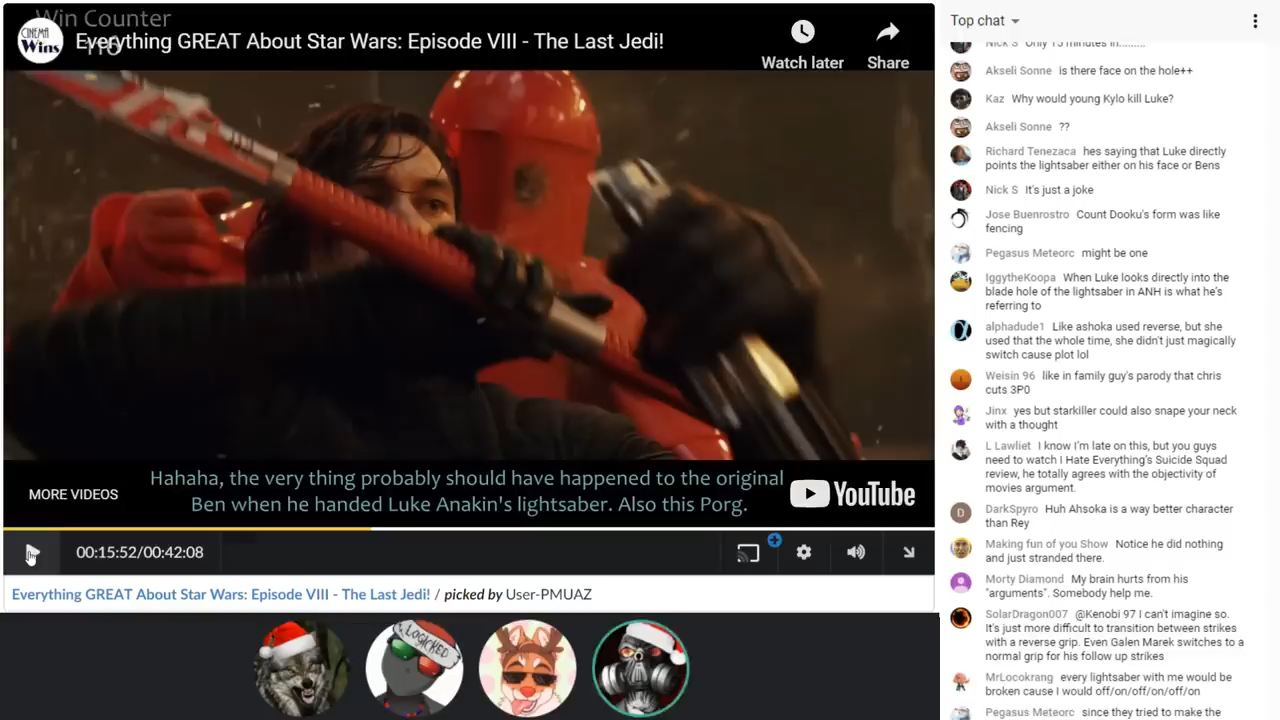 Win Counter
116
CINEMA
Wins
Everything GREAT About Star Wars: Episode VIII - The Last Jedi!
Watch later
Share
MORE VIDEOS
Hahaha, the very thing probably should have happened to the original
Ben when he handed Luke Anakin's lightsaber. Also this Porg.
YouTube
00:15:52/00:42:08
Everything GREAT About Star Wars: Episode VIII - The Last Jedi! / picked by User-PMUAZ
LOGICKED
Top chat
Nick S Only 15 minutes in.........
Akseli Sonne is there face on the hole++
Kaz Why would young Kylo kill Luke?
Akseli Sonne ??
Richard Tenezaca hes saying that Luke directly
points the lightsaber either on his face or Bens
Nick S It's just a joke
Jose Buenrostro Count Dooku's form was like
fencing
Pegasus Meteorc might be one
IggytheKoopa When Luke looks directly into the
blade hole of the lightsaber in ANH is what he's
referring to
alphadude1 Like ashoka used reverse, but she
used that the whole time, she didn't just magically
switch cause plot lol
Weisin 96 like in family guy's parody that chris
cuts 3P0
Jinx yes but starkiller could also snape your neck
with a thought
L Lawliet I know I'm late on this, but you guys
need to watch I Hate Everything's Suicide Squad
review, he totally agrees with the objectivity of
movies argument.
DarkSpyro Huh Ahsoka is a way better character
than Rey
Making fun of you Show Notice he did nothing
and just stranded there.
Morty Diamond My brain hurts from his
"arguments". Somebody help me.
SolarDragon007 @Kenobi 97 I can't imagine so.
It's just more difficult to transition between strikes
with a reverse grip. Even Galen Marek switches to a
normal grip for his follow up strikes
MrLocokrang every lightsaber with me would be
broken cause I would off/on/off/on/off/on
Pegasus Meteorc since they tried to make the